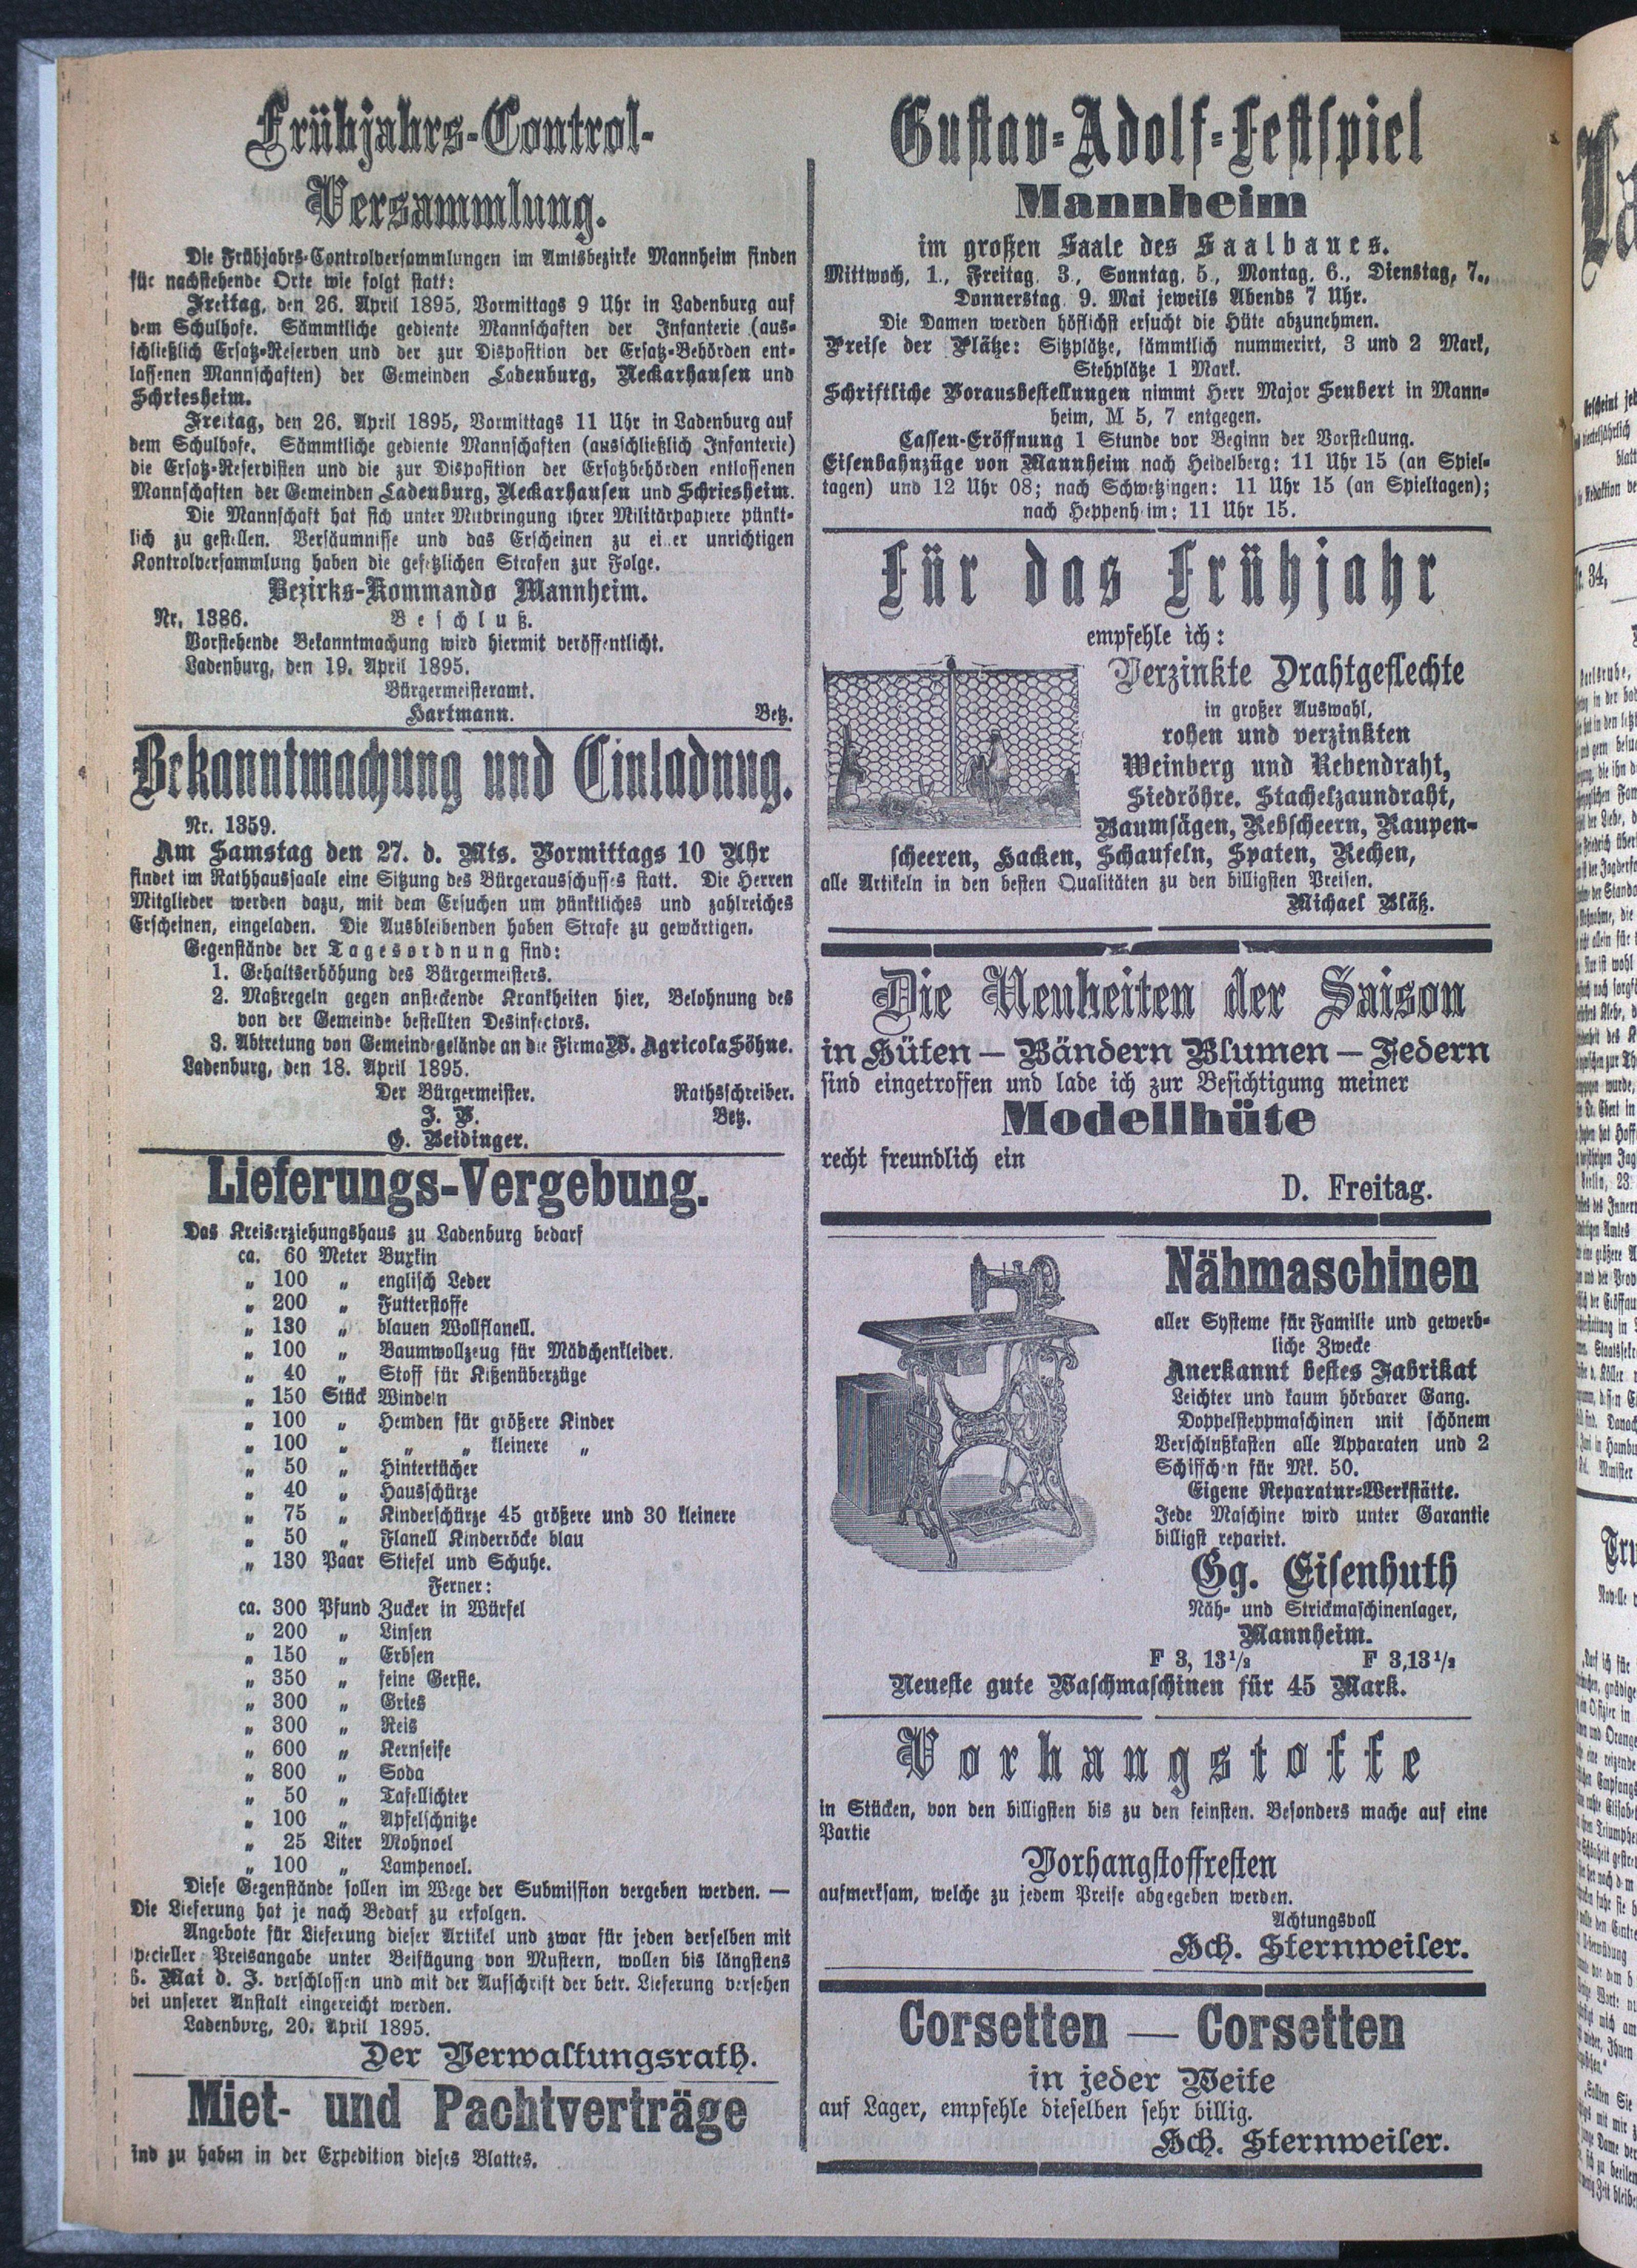 Frühjahrs-Control-
Versammlung.
Die Frühjahrs-Controlversammlungen im Amtsbezirke Mannheim finden
für nachstehende Orte wie folgt statt:
Freitag, den 26. April 1895, Vormittags 9 Uhr in Ladenburg auf
dem Schulhofe. Sämmtliche gediente Mannschaften der Infanterie (aus-
schließlich Ersatz-Reserven und der zur Disposition der Ersatz-Behörden ent-
lassenen Mannschaften) der Gemeinden Ladenburg, Neckarhausen und
Schriesheim.
Freitag, den 26. April 1895, Vormittags 11 Uhr in Ladenburg auf
dem Schulhofe. Sämmtliche gediente Mannschaften (ausschließlich Infanterie)
die Ersatz-Reservisten und die zur Disposition der Ersatzbehörden entlassenen
Mannschaften der Gemeinden Ladenburg, Neckarhausen und Schriesheim.
Die Mannschaft hat sich unter Mitbringung ihrer Militärpapiere pünkt-
lich zu gestellen. Versäumnisse und das Erscheinen zu einer unrichtigen
Kontrolversammlung haben die gesetzlichen Strafen zur Folge.
Bezirks-Kommando Mannheim.
Nr. 1386. Beschluß.
Vorstehende Bekanntmachung wird hiermit veröffentlicht.
Ladenburg, den 19. April 1895.
Bürgermeisteramt.
Hartmann. Betz.
Bekanntmachung und Einladnug.
Nr. 1359.
Am Samstag den 27. d. Mts. Vormittags 10 Uhr
findet im Rathhaussaale eine Sitzung des Bürgerausschusses statt. Die Herren
Mitglieder werden dazu, mit dem Ersuchen um pünktliches und zahlreiches
Erscheinen, eingeladen. Die Ausbleibenden haben Strafe zu gewärtigen.
Gegenstände der Tagesordnung sind:
1. Gehaltserhöhung des Bürgermeisters.
2. Maßregeln gegen ansteckende Krankheiten hier, Belohnung des
von der Gemeinde bestellten Desinfectors.
3. Abtretung von Gemeindegelände an die Firma W. Agricola Söhne.
Ladenburg, den 18. April 1895.
Der Bürgermeister. Rathsschreiber.
J. V. Betz.
G. Beidinger.
Lieferungs-Vergebung.
Das Kreiserziehungshaus zu Ladenburg bedarf
ca. 60 Meter Buxkin
„ 100 „ englisch Leder
„ 200 „ Futterstoffe
„ 130 „ blauen Wollflanell.
„ 100 „ Baumwollzeug für Mädchenkleider.
„ 40 „ Stoff für Kißenüberzüge
„ 150 Stück Windeln
„ 100 „ Hemden für größere Kinder
„ 100 „ „ „ kleinere „
„ 50 „ Hintertücher
„ 40 „ Hausschürze
„ 75 „ Kinderschürze 45 größere und 30 kleinere
„ 50 „ Flanell Kinderröcke blau
„ 130 Paar Stiefel und Schuhe.
Ferner:
ca. 300 Pfund Zucker in Würfel
„ 200 „ Linsen
„ 150 „ Erbsen
„ 350 „ feine Gerste.
„ 300 „ Gries
„ 300 „ Reis
„ 600 „ Kernseife
„ 800 „ Soda
„ 50 „ Tafellichter
„ 100 „ Apfelschnitze
„ 25 Liter Mohnoel
„ 100 „ Lampenoel.
Diese Gegenstände sollen im Wege der Submission vergeben werden. —
Die Lieferung hat je nach Bedarf zu erfolgen.
Angebote für Lieferung dieser Artikel und zwar für jeden derselben mit
specieller Preisangabe unter Beifügung von Mustern, wollen bis längstens
6. Mai d. J. verschlossen und mit der Aufschrift der betr. Lieferung versehen
bei unserer Anstalt eingereicht werden.
Ladenburg, 20. April 1895.
Der Verwaltungsrath.
Miet- und Pachtverträge
ind zu haben in der Expedition dieses Blattes.
Gustav-Adolf-Festspiel
Mannheim
im großen Saale des Saalbaues.
Mittwoch, 1., Freitag, 3., Sonntag, 5., Montag, 6., Dienstag, 7.,
Donnerstag 9. Mai jeweils Abends 7 Uhr.
Die Damen werden höflichst ersucht die Hüte abzunehmen.
Preise der Plätze: Sitzplätze, sämmtlich nummerirt, 3 und 2 Mark,
Stehplätze 1 Mark.
Schriftliche Vorausbestellungen nimmt Herr Major Seubert in Mann-
heim, M 5, 7 entgegen.
Cassen-Eröffnung 1 Stunde vor Beginn der Vorstellung.
Eisenbahnzüge von Mannheim nach Heidelberg: 11 Uhr 15 (an Spiel-
tagen) und 12 Uhr 08; nach Schwetzingen: 11 Uhr 15 (an Spieltagen);
nach Heppenheim: 11 Uhr 15.
Für das Frühjahr
empfehle ich:
Verzinkte Drahtgeflechte
in großer Auswahl,
rohen und verzinkten
Weinberg und Rebendraht,
Siedröhre. Stachelzaundraht,
Baumsägen, Rebscheern, Raupen-
scheeren, Hacken, Schaufeln, Spaten, Rechen,
alle Artikeln in den besten Qualitäten zu den billigsten Preisen.
Michael Bläß.
Die Neuheiten der Saison
in Hüten — Bändern Blumen — Federn
sind eingetroffen und lade ich zur Besichtigung meiner
Modellhüte
recht freundlich ein
D. Freitag.
Nähmaschinen
aller Systeme für Familie und gewerb-
liche Zwecke
Anerkannt bestes Fabrikat
Leichter und kaum hörbarer Gang.
Doppelsteppmaschinen mit schönem
Verschlußkasten alle Apparaten und 2
Schiffchen für Mk. 50.
Eigene Reparatur-Werkstätte.
Jede Maschine wird unter Garantie
billigst reparirt.
Gg. Eisenhuth
Näh- und Strickmaschinenlager,
Mannheim.
F 3, 13½ F 3,13½
Neueste gute Waschmaschinen für 45 Mark.
Vorhangstoffe
in Stücken, von den billigsten bis zu den feinsten. Besonders mache auf eine
Partie
Vorhangstoffresten
aufmerksam, welche zu jedem Preise abgegeben werden.
Achtungsvoll
Hch. Sternweiler.
Corsetten — Corsetten
in jeder Weite
auf Lager, empfehle dieselben sehr billig.
Hch. Sternweiler.